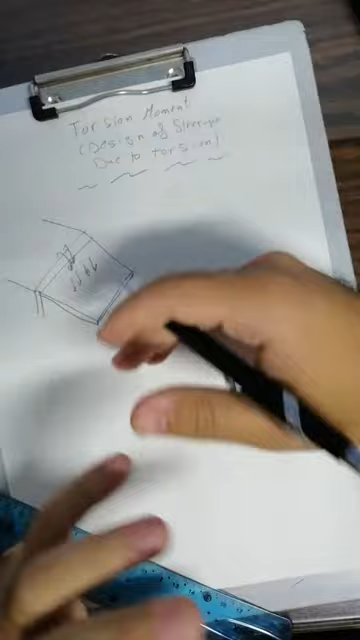 Torsion Moment
(Design of Stirrups
Due to torsion)